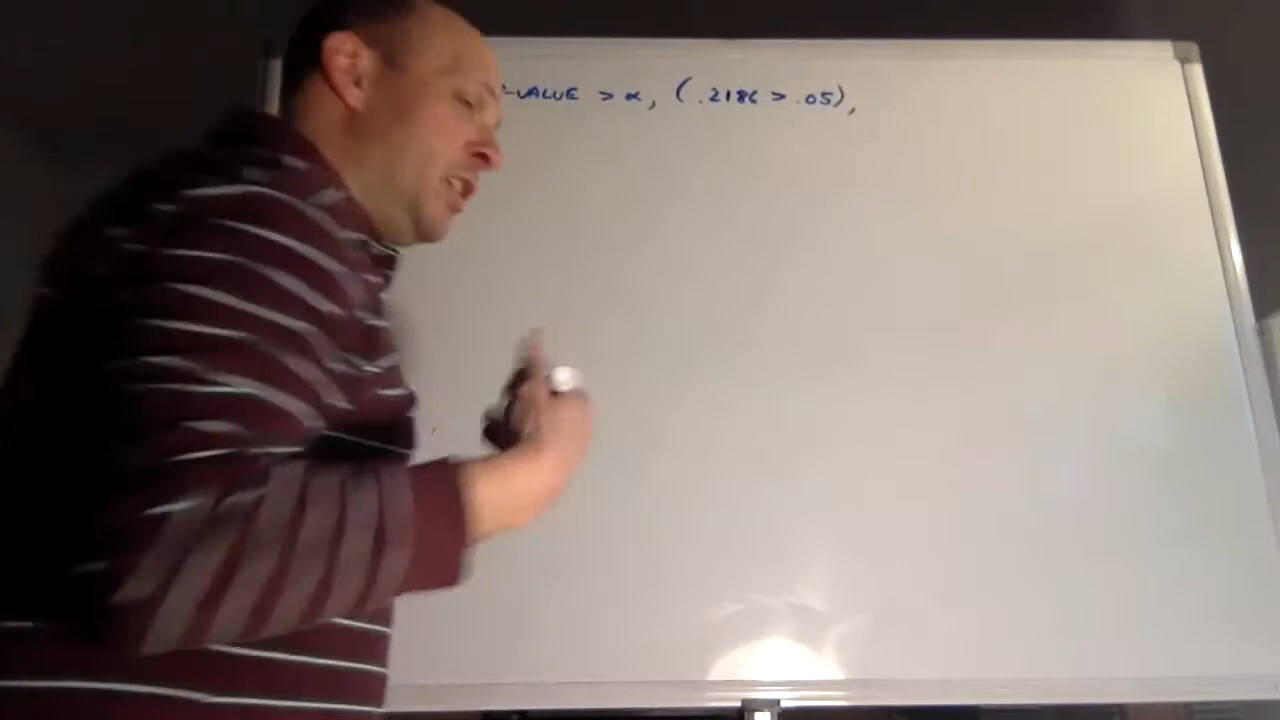 -VALUE > α, (.2186 > .05),